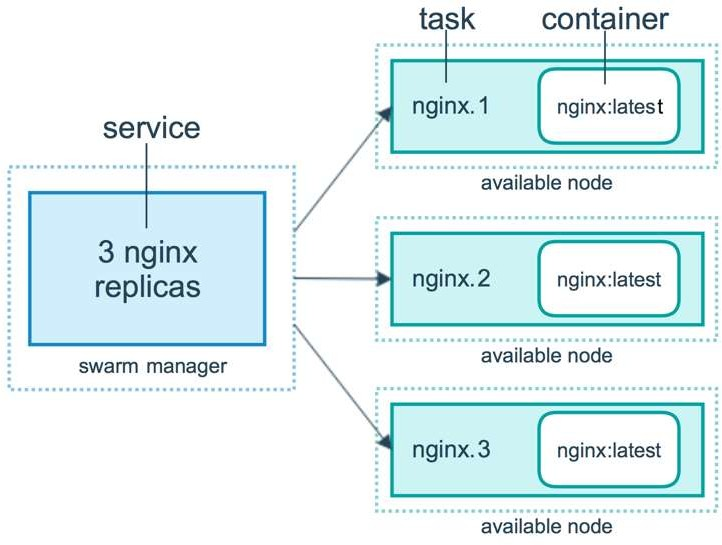 task
container
nginx.1
nginx:latest
available node
service
3 nginx
replicas
swarm manager
nginx.2
nginx:latest
available node
nginx.3
nginx:latest
available node